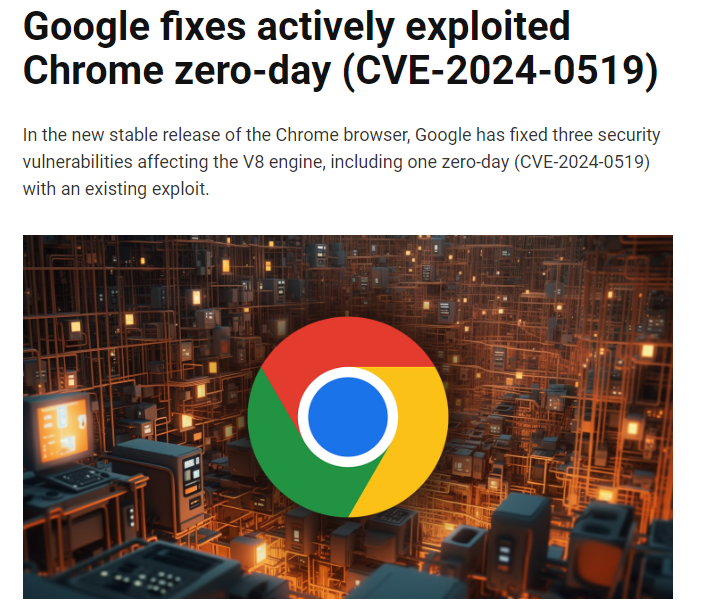 Google fixes actively exploited
Chrome zero-day (CVE-2024-0519)
In the new stable release of the Chrome browser, Google has fixed three security
vulnerabilities affecting the V8 engine, including one zero-day (CVE-2024-0519)
with an existing exploit.